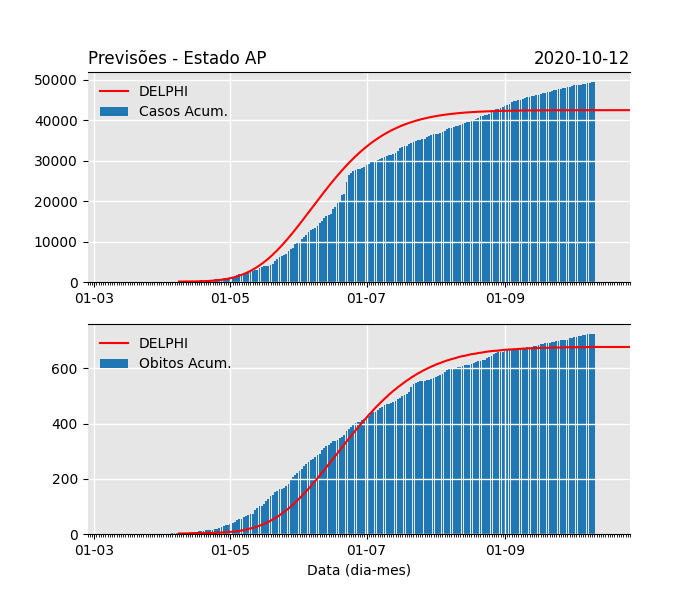 Previsões - Estado AP 2020-10-12
50000
40000
30000
20000
10000
0
DELPHI
Casos Acum.
01-03 01-05 01-07 01-09
600
400
200
0
DELPHI
Obitos Acum.
01-03 01-05 01-07 01-09
Data (dia-mes)